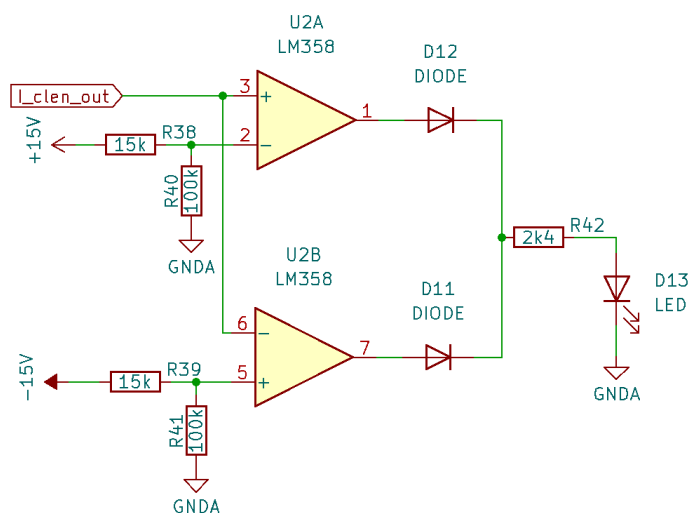 U2A
LM358
D12
DIODE
I_clen_out
3
+
1
+15V
15k
R38
2
−
R40
100k
GNDA
U2B
LM358
2k4
R42
D13
LED
D11
DIODE
6
−
7
-15V
15k
R39
5
+
GNDA
R41
100k
GNDA